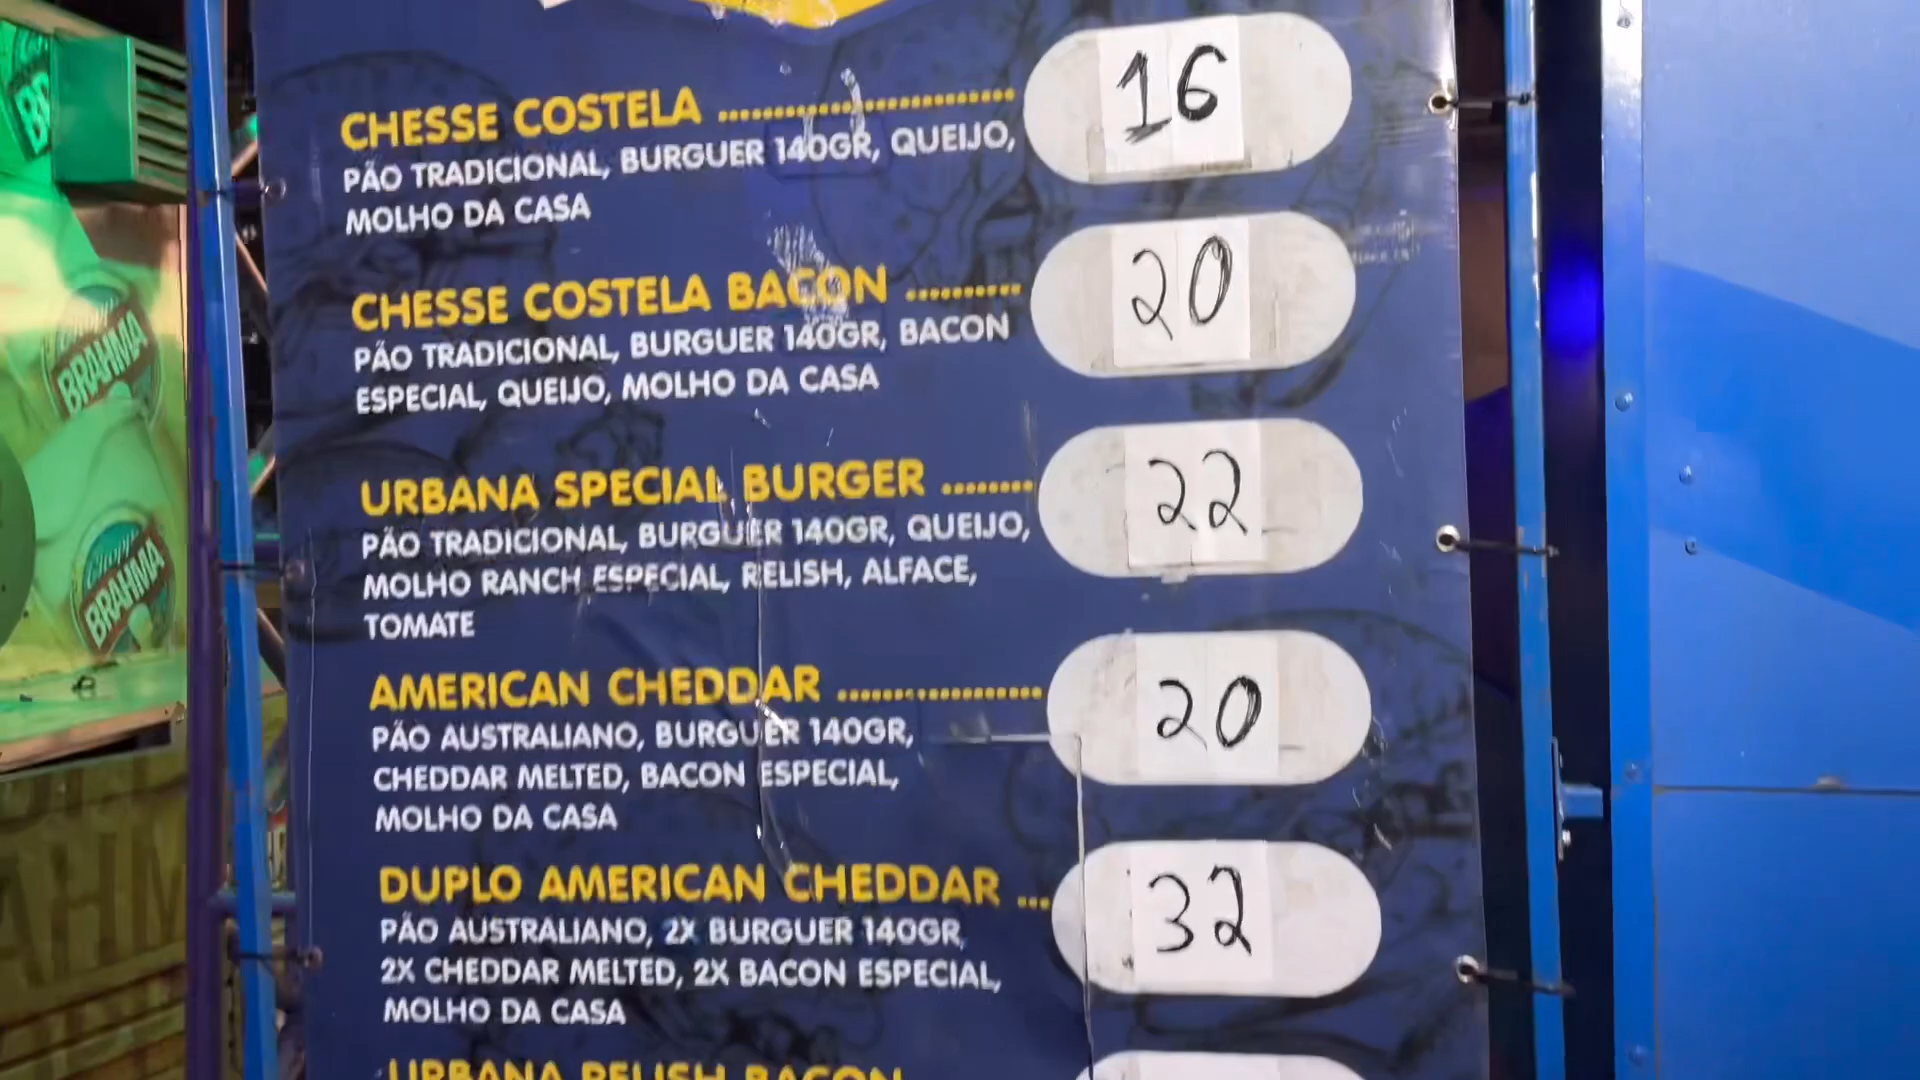 CHESSE COSTELA ........................... 16
PÃO TRADICIONAL, BURGUER 140GR, QUEIJO,
MOLHO DA CASA
CHESSE COSTELA BACON .......... 20
PÃO TRADICIONAL, BURGUER 140GR, BACON
ESPECIAL, QUEIJO, MOLHO DA CASA
URBANA SPECIAL BURGER ........ 22
PÃO TRADICIONAL, BURGUER 140GR, QUEIJO,
MOLHO RANCH ESPECIAL, RELISH, ALFACE,
TOMATE
AMERICAN CHEDDAR .................. 20
PÃO AUSTRALIANO, BURGUER 140GR,
CHEDDAR MELTED, BACON ESPECIAL,
MOLHO DA CASA
DUPLO AMERICAN CHEDDAR ... 32
PÃO AUSTRALIANO, 2X BURGUER 140GR,
2X CHEDDAR MELTED, 2X BACON ESPECIAL,
MOLHO DA CASA
URBANA RELISH BACON
BRAHMA
BRAHMA